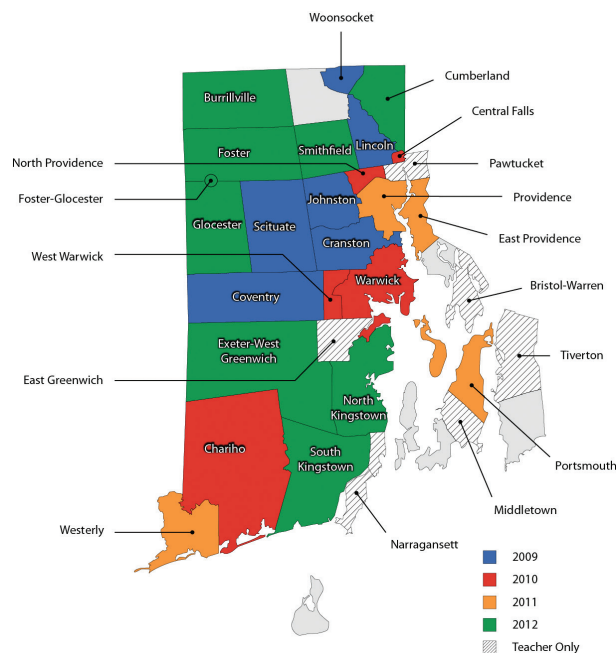 Woonsocket
Cumberland
Burrillville
Central Falls
Foster
Smithfield
Lincoln
North Providence
Pawtucket
Foster-Glocester
Johnston
Providence
Glocester
Scituate
East Providence
Cranston
West Warwick
Warwick
Bristol-Warren
Coventry
Exeter-West
Greenwich
Tiverton
East Greenwich
North
Kingstown
Chariho
South
Kingstown
Portsmouth
Middletown
Westerly
Narragansett
2009
2010
2011
2012
Teacher Only